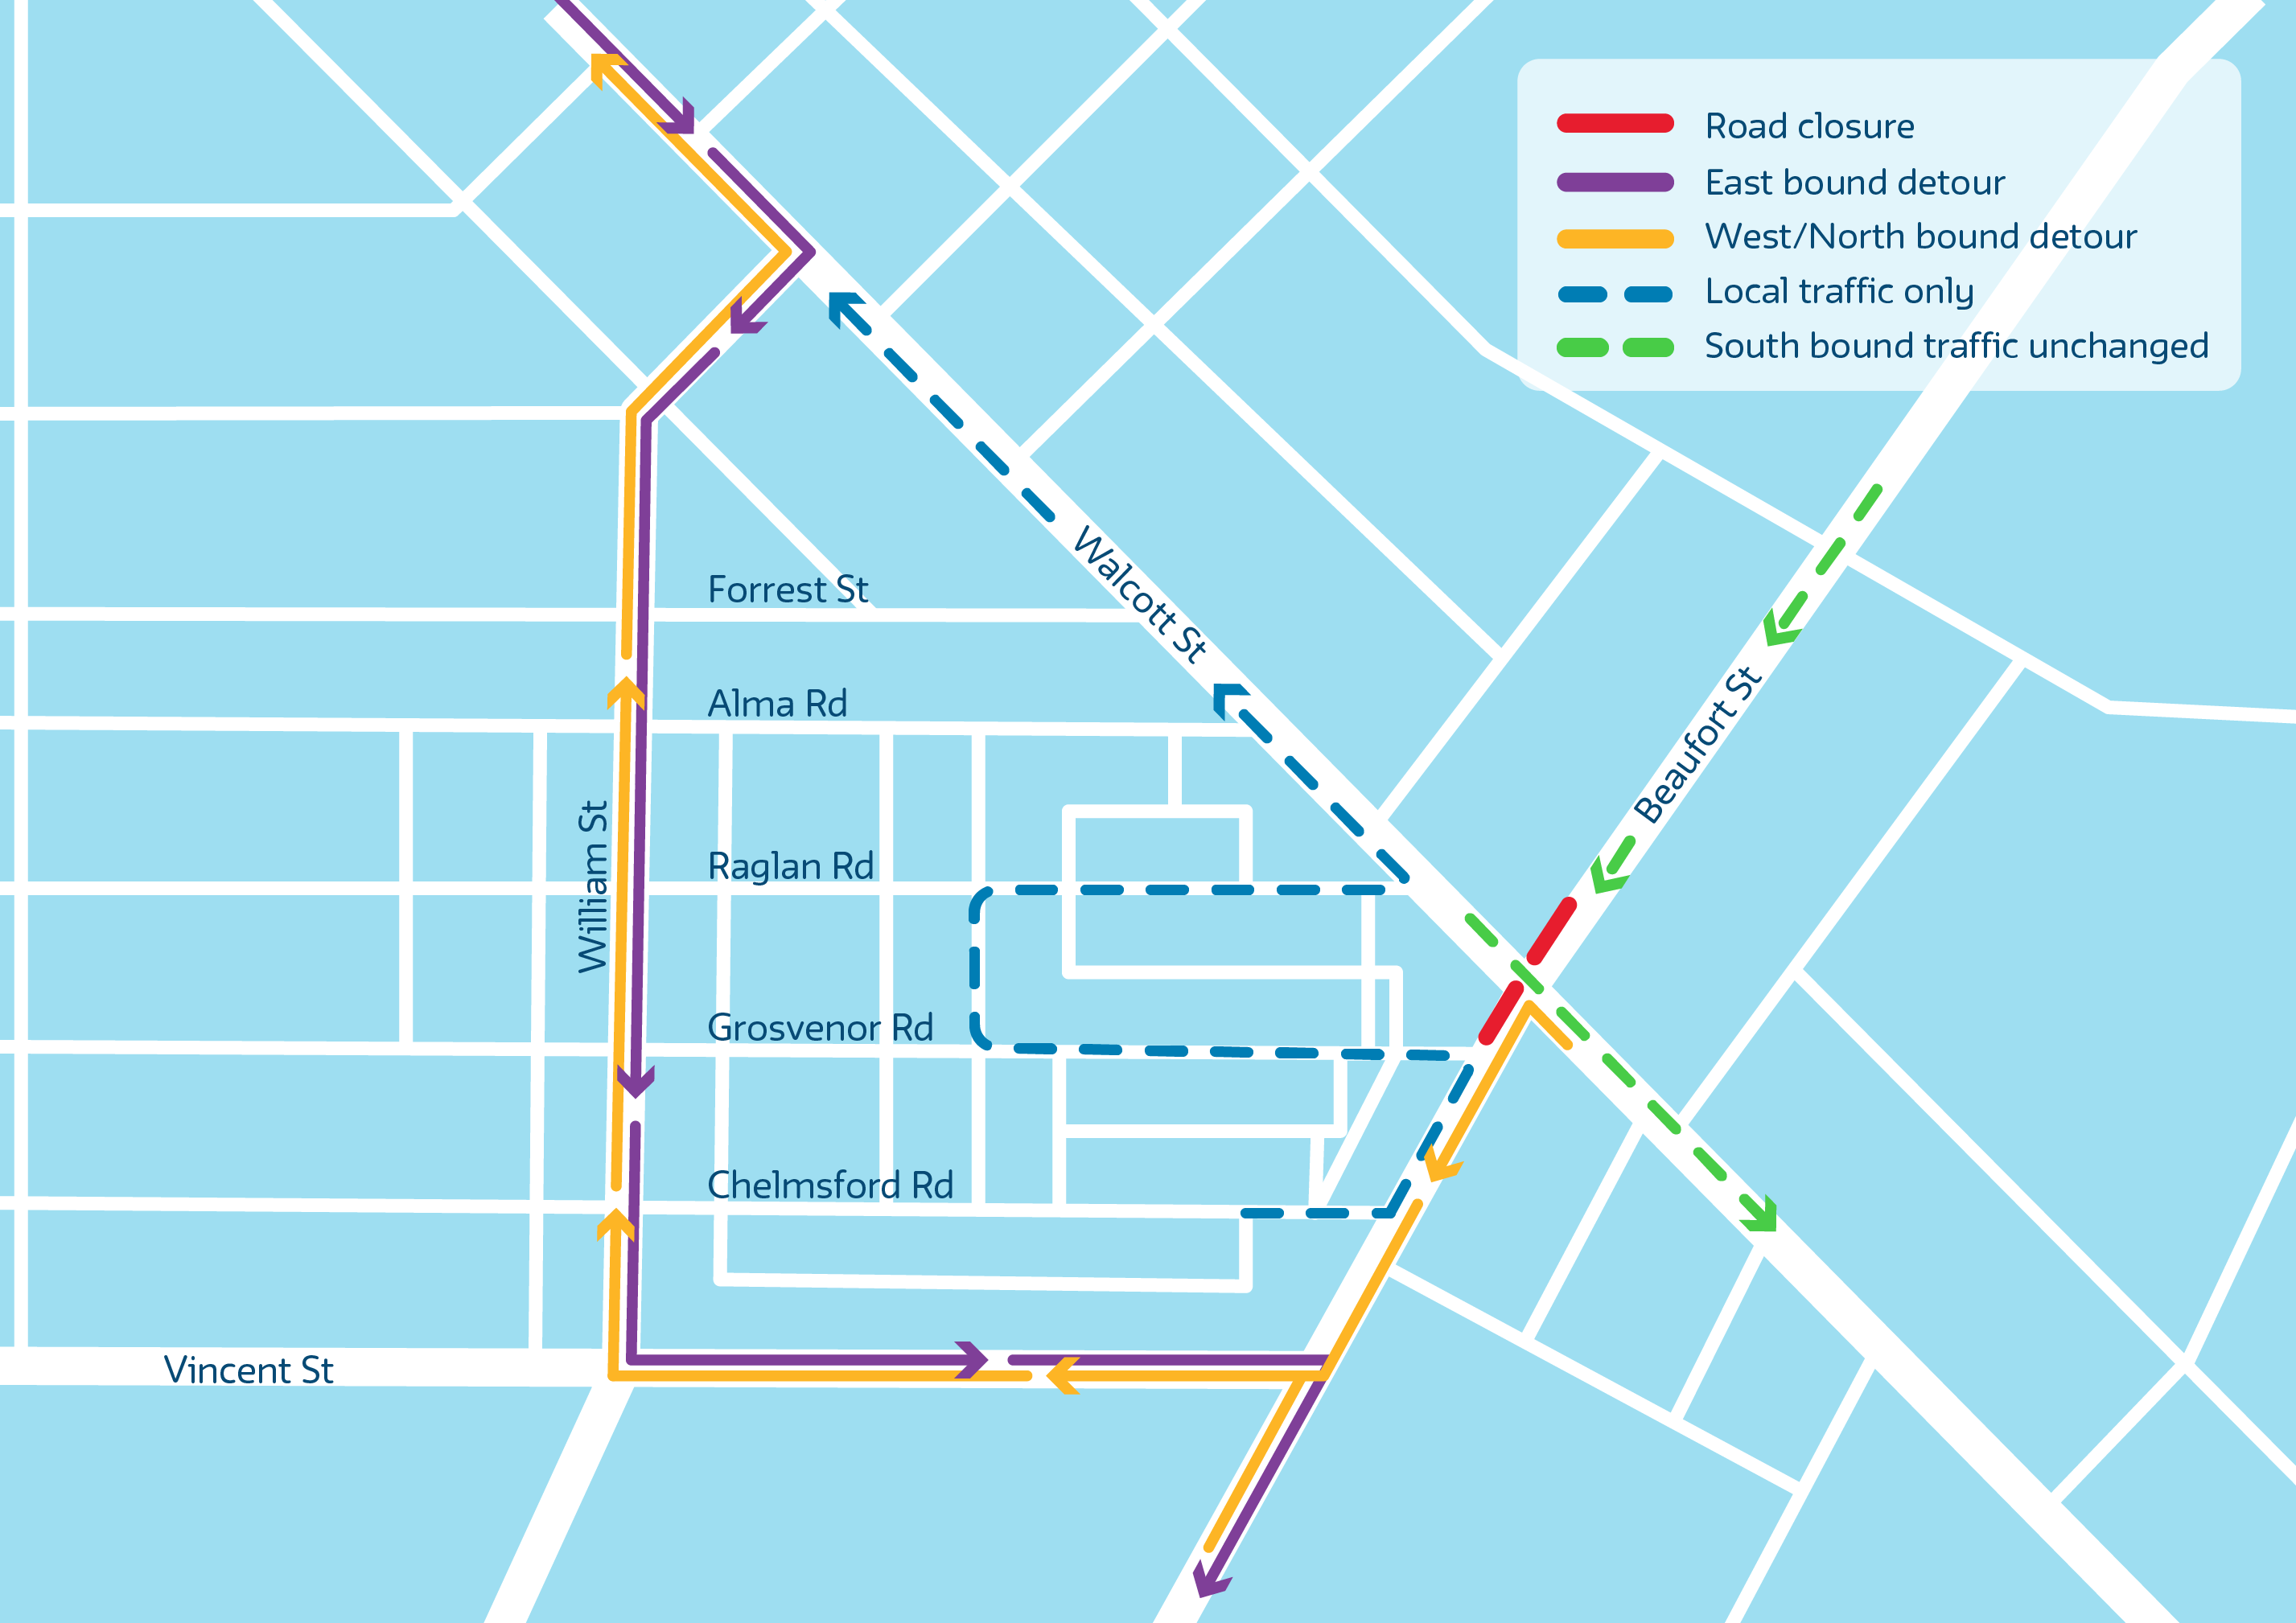 Road closure
East bound detour
West/North bound detour
Local traffic only
South bound traffic unchanged
Walcott St
Forrest St
Beaufort St
Alma Rd
William St
Raglan Rd
Grosvenor Rd
Chelmsford Rd
Vincent St